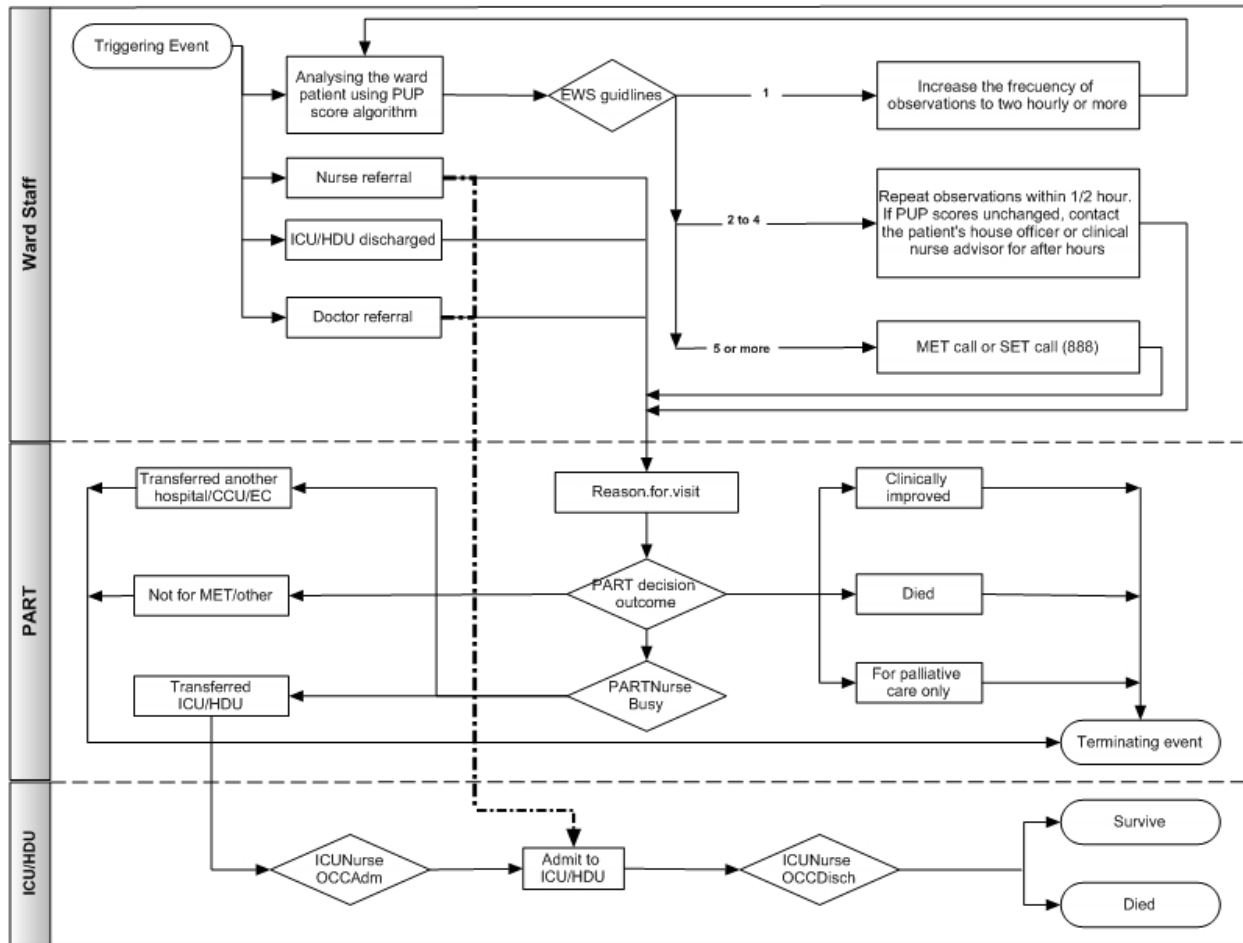 Ward Staff
Triggering Event
Analysing the ward
patient using PUP
score algorithm
EWS guidlines
1
Increase the frecuency of
observations to two hourly or more
Nurse referral
2 to 4
Repeat observations within 1/2 hour.
If PUP scores unchanged, contact
the patient's house officer or clinical
nurse advisor for after hours
ICU/HDU discharged
Doctor referral
5 or more
MET call or SET call (888)
PART
Transferred another
hospital/CCU/EC
Reason.for.visit
Clinically
improved
Not for MET/other
PART decision
outcome
Died
Transferred
ICU/HDU
PARTNurse
Busy
For palliative
care only
Terminating event
ICU/HDU
ICUNurse
OCCAdm
Admit to
ICU/HDU
ICUNurse
OCCDisch
Survive
Died